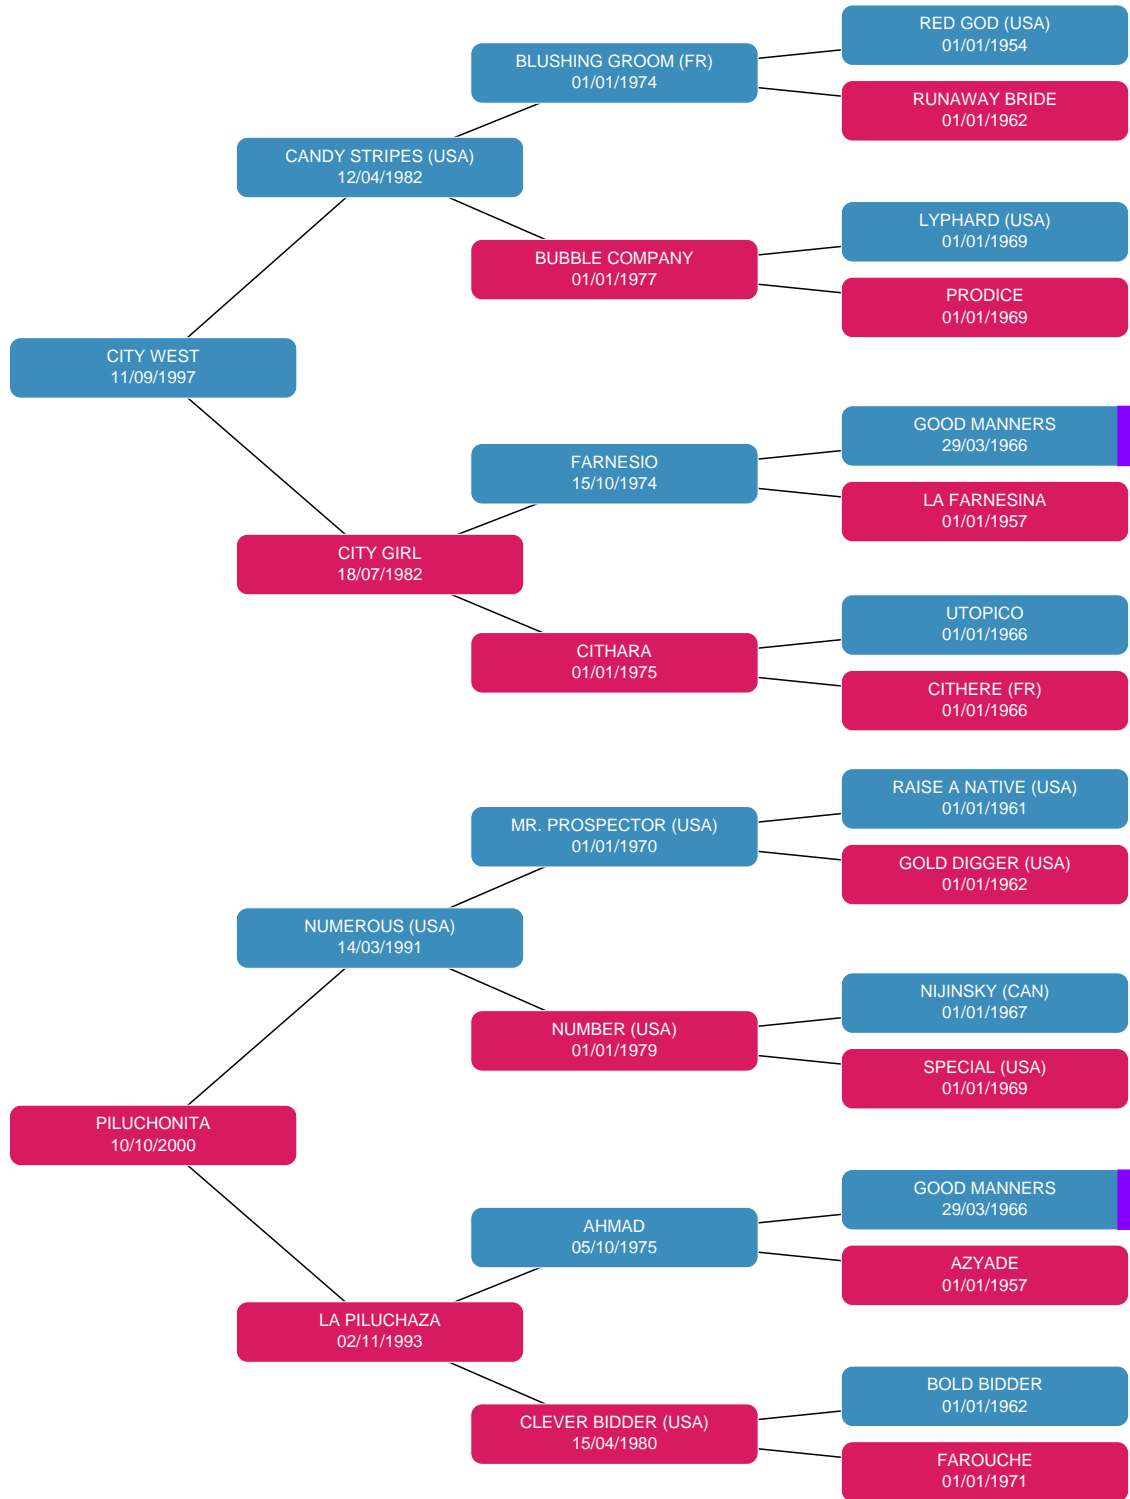 RED GOD (USA)
01/01/1954
BLUSHING GROOM (FR)
01/01/1974
RUNAWAY BRIDE
01/01/1962
CANDY STRIPES (USA)
12/04/1982
LYPHARD (USA)
01/01/1969
BUBBLE COMPANY
01/01/1977
PRODICE
01/01/1969
CITY WEST
11/09/1997
GOOD MANNERS
29/03/1966
FARNESIO
15/10/1974
LA FARNESINA
01/01/1957
CITY GIRL
18/07/1982
UTOPICO
01/01/1966
CITHARA
01/01/1975
CITHERE (FR)
01/01/1966
RAISE A NATIVE (USA)
01/01/1961
MR. PROSPECTOR (USA)
01/01/1970
GOLD DIGGER (USA)
01/01/1962
NUMEROUS (USA)
14/03/1991
NIJINSKY (CAN)
01/01/1967
NUMBER (USA)
01/01/1979
SPECIAL (USA)
01/01/1969
PILUCHONITA
10/10/2000
GOOD MANNERS
29/03/1966
AHMAD
05/10/1975
AZYADE
01/01/1957
LA PILUCHAZA
02/11/1993
BOLD BIDDER
01/01/1962
CLEVER BIDDER (USA)
15/04/1980
FAROUCHE
01/01/1971